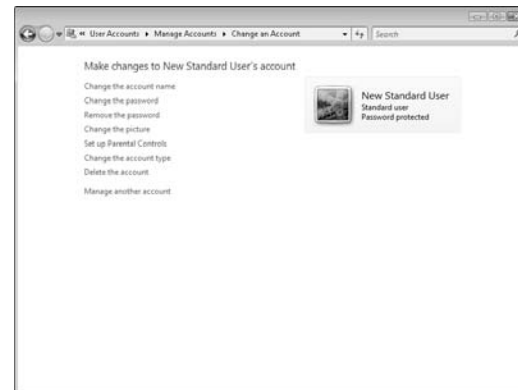 « User Accounts ▸ Manage Accounts ▸ Change an Account
Search
Make changes to New Standard User's account
Change the account name
Change the password
Remove the password
Change the picture
Set up Parental Controls
Change the account type
Delete the account
Manage another account
New Standard User
Standard user
Password protected